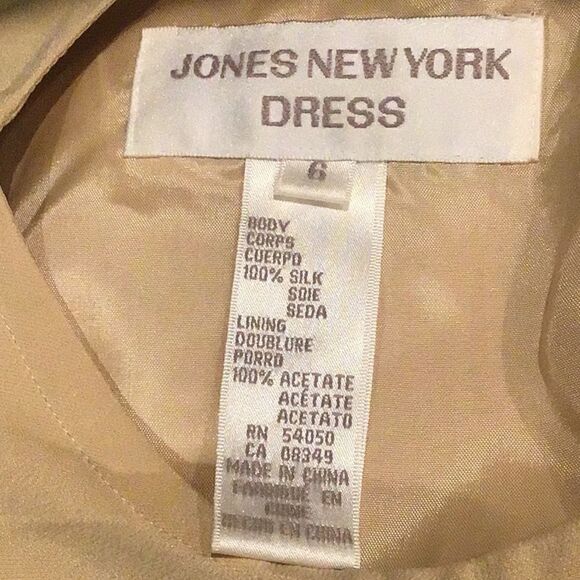 JONES NEW YORK
DRESS
6
BODY
CORPS
CUERPO
100% SILK
SOIE
SEDA
LINING
DOUBLURE
PORRO
100% ACETATE
ACÉTATE
ACETATO
RN 54050
CA 08349
MADE IN CHINA
FABRIQUÉ EN
CHINE
HECHO EN CHINA